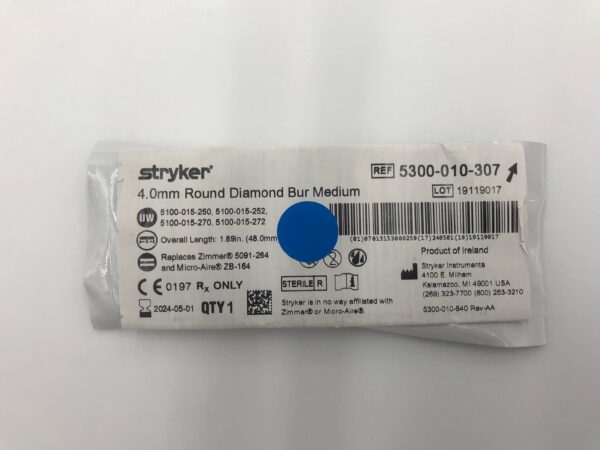 stryker®
REF 5300-010-307
4.0mm Round Diamond Bur Medium
LOT 19119017
UW 5100-015-250, 5100-015-252,
5100-015-270, 5100-015-272
Overall Length: 1.89in. (48.0mm
(01)07613153000259(17)240501(10)19119017
Replaces Zimmer® 5091-264
and Micro-Aire® ZB-164
2
Product of Ireland
Stryker Instruments
4100 E. Milham
Kalamazoo, MI 49001 USA
(269) 323-7700 (800) 253-3210
CE 0197 Rx ONLY
STERILE R
2024-05-01 QTY 1
Stryker is in no way affiliated with
Zimmer® or Micro-Aire®
5300-010-840 Rev-AA